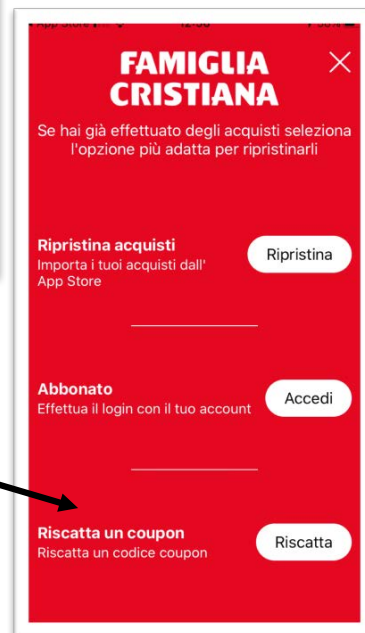 FAMIGLIA
CRISTIANA
Se hai già effettuato degli acquisti seleziona
l'opzione più adatta per ripristinarli
Ripristina acquisti
Importa i tuoi acquisti dall'
App Store
Ripristina
Abbonato
Effettua il login con il tuo account
Accedi
Riscatta un coupon
Riscatta un codice coupon
Riscatta